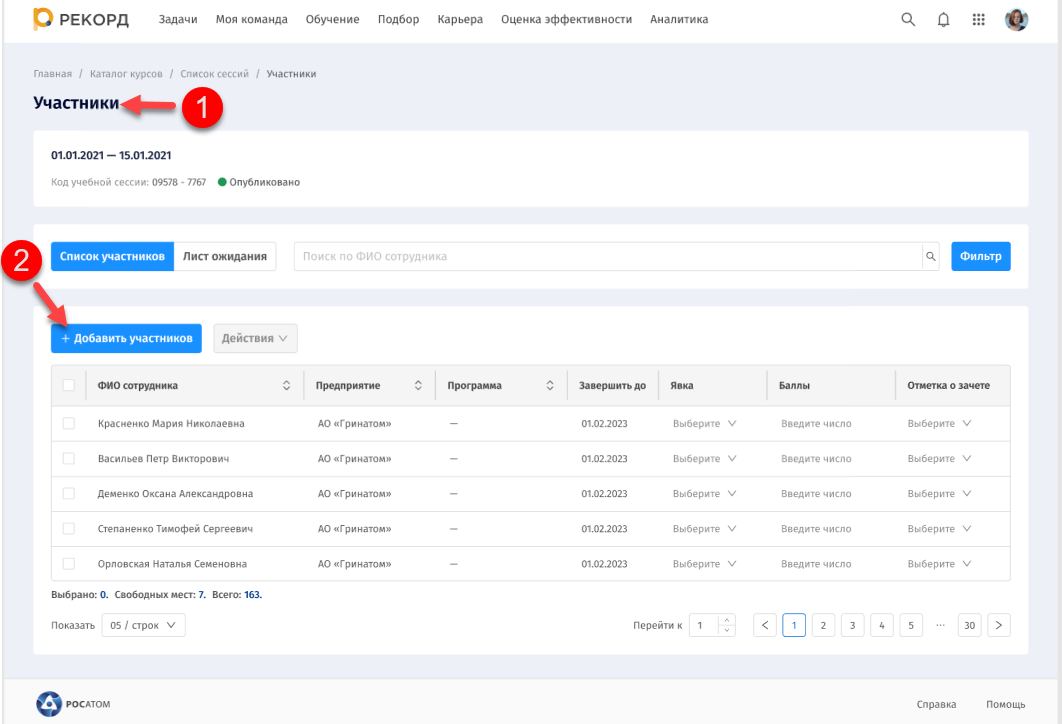 РЕКОРД Задачи Моя команда Обучение Подбор Карьера Оценка эффективности Аналитика
Главная / Каталог курсов / Список сессий / Участники
Участники 1
01.01.2021 — 15.01.2021
Код учебной сессии: 09578 - 7767 Опубликовано
2 Список участников Лист ожидания Поиск по ФИО сотрудника Фильтр
+ Добавить участников Действия
ФИО сотрудника Предприятие Программа Завершить до Явка Баллы Отметка о зачете
Красненко Мария Николаевна АО «Гринатом» — 01.02.2023 Выберите Введите число Выберите
Васильев Петр Викторович АО «Гринатом» — 01.02.2023 Выберите Введите число Выберите
Деменко Оксана Александровна АО «Гринатом» — 01.02.2023 Выберите Введите число Выберите
Степаненко Тимофей Сергеевич АО «Гринатом» — 01.02.2023 Выберите Введите число Выберите
Орловская Наталья Семеновна АО «Гринатом» — 01.02.2023 Выберите Введите число Выберите
Выбрано: 0. Свободных мест: 7. Всего: 163.
Показать 05 / строк Перейти к 1 < 1 2 3 4 5 ··· 30 >
РОСАТОМ Справка Помощь